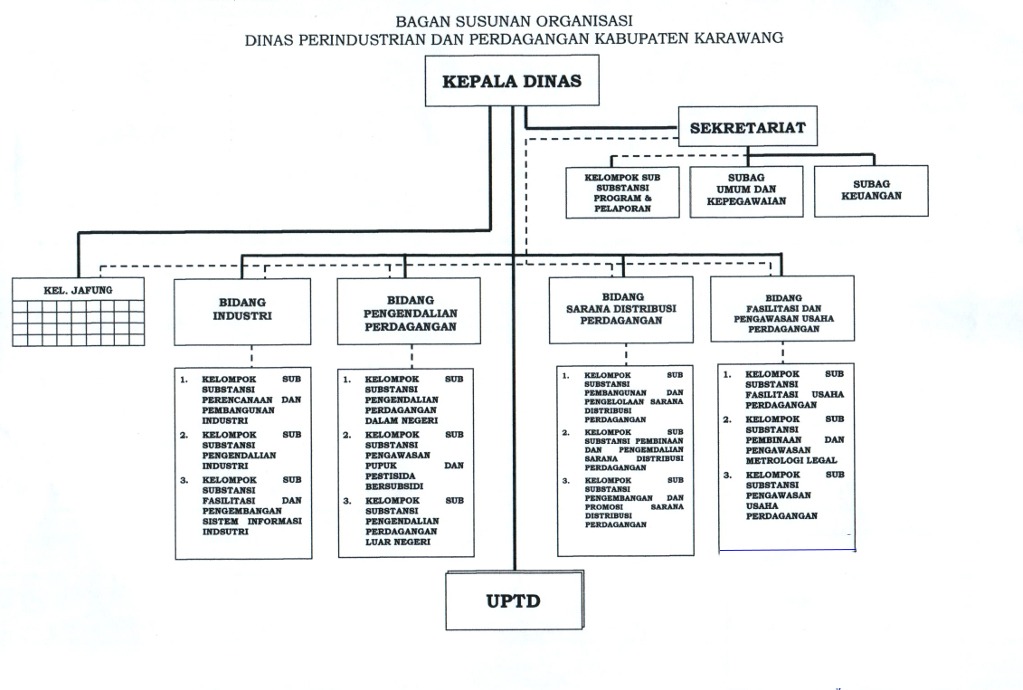 BAGAN SUSUNAN ORGANISASI
DINAS PERINDUSTRIAN DAN PERDAGANGAN KABUPATEN KARAWANG
KEPALA DINAS
SEKRETARIAT
KELOMPOK SUB
SUBSTANSI
PROGRAM &
PELAPORAN
SUBAG
UMUM DAN
KEPEGAWAIAN
SUBAG
KEUANGAN
KEL. JAFUNG
BIDANG
INDUSTRI
BIDANG
PENGENDALIAN
PERDAGANGAN
BIDANG
SARANA DISTRIBUSI
PERDAGANGAN
BIDANG
FASILITASI DAN
PENGAWASAN USAHA
PERDAGANGAN
1. KELOMPOK SUB
SUBSTANSI
PERENCANAAN DAN
PEMBANGUNAN
INDUSTRI
2. KELOMPOK SUB
SUBSTANSI
PENGENDALIAN
INDUSTRI
3. KELOMPOK SUB
SUBSTANSI
FASILITASI DAN
PENGEMBANGAN
SISTEM INFORMASI
INDSUTRI
1. KELOMPOK SUB
SUBSTANSI
PENGENDALIAN
PERDAGANGAN
DALAM NEGERI
2. KELOMPOK SUB
SUBSTANSI
PENGAWASAN
PUPUK DAN
PESTISIDA
BERSUBSIDI
3. KELOMPOK SUB
SUBSTANSI
PENGENDALIAN
PERDAGANGAN
LUAR NEGERI
1. KELOMPOK SUB
SUBSTANSI
PEMBANGUNAN DAN
PENGELOLAAN SARANA
DISTRIBUSI
PERDAGANGAN
2. KELOMPOK SUB
SUBSTANSI PEMBINAAN
DAN PENGEMDALIAN
SARANA DISTRIBUSI
PERDAGANGAN
3. KELOMPOK SUB
SUBSTANSI
PENGEMBANGAN DAN
PROMOSI SARANA
DISTRIBUSI
PERDAGANGAN
1. KELOMPOK SUB
SUBSTANSI
FASILITASI USAHA
PERDAGANGAN
2. KELOMPOK SUB
SUBSTANSI
PEMBINAAN DAN
PENGAWASAN
METROLOGI LEGAL
3. KELOMPOK SUB
SUBSTANSI
PENGAWASAN
USAHA
PERDAGANGAN
UPTD